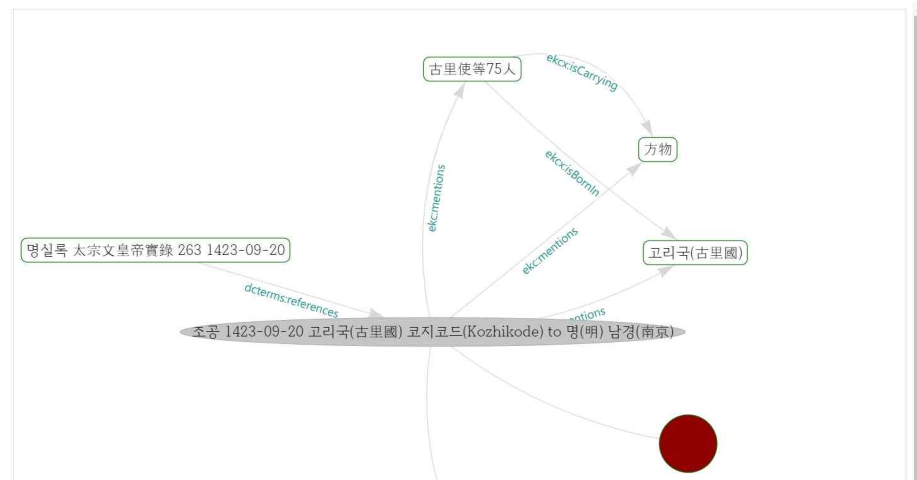 古里使等75人
ekcx:isCarrying
方物
ekcx:isBornIn
ekc:mentions
명실록 太宗文皇帝實錄 263 1423-09-20
고리국(古里國)
ekc:mentions
dcterms:references
ntions
조공 1423-09-20 고리국(古里國) 코지코드(Kozhikode) to 명(明) 남경(南京)